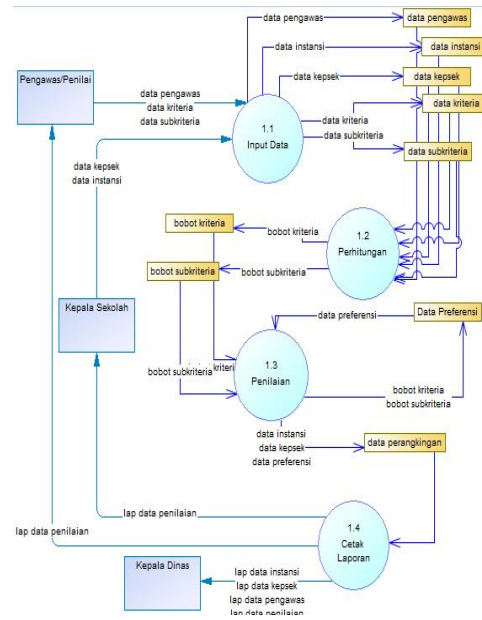 data pengawas
data pengawas
data instansi
data instansi
data kepsek
data kepsek
Pengawas/Penilai
data pengawas
data kriteria
data subkriteria
1.1
Input Data
data kriteria
data subkriteria
data kriteria
data subkriteria
data kepsek
data instansi
bobot kriteria
bobot kriteria
1.2
Perhitungan
bobot subkriteria
bobot subkriteria
Kepala Sekolah
data preferensi
Data Preferensi
1.3
Penilaian
bobot subkriteria
bobot kriteria
bobot subkriteria
data instansi
data kepsek
data preferensi
data perangkingan
lap data penilaian
lap data penilaian
1.4
Cetak
Laporan
Kepala Dinas
lap data instansi
lap data kepsek
lap data pengawas
lap data penilaian